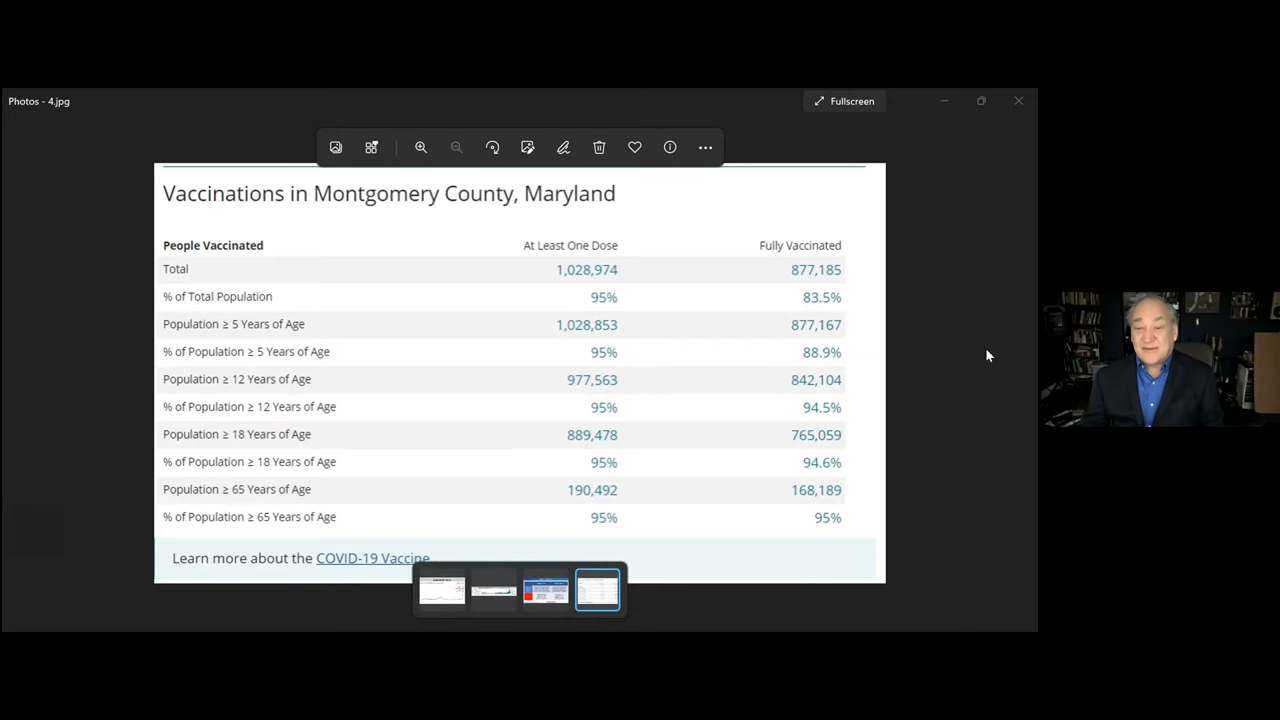 Photos - 4.jpg
Fullscreen
Vaccinations in Montgomery County, Maryland
People Vaccinated At Least One Dose Fully Vaccinated
Total 1,028,974 877,185
% of Total Population 95% 83.5%
Population ≥ 5 Years of Age 1,028,853 877,167
% of Population ≥ 5 Years of Age 95% 88.9%
Population ≥ 12 Years of Age 977,563 842,104
% of Population ≥ 12 Years of Age 95% 94.5%
Population ≥ 18 Years of Age 889,478 765,059
% of Population ≥ 18 Years of Age 95% 94.6%
Population ≥ 65 Years of Age 190,492 168,189
% of Population ≥ 65 Years of Age 95% 95%
Learn more about the COVID-19 Vaccine